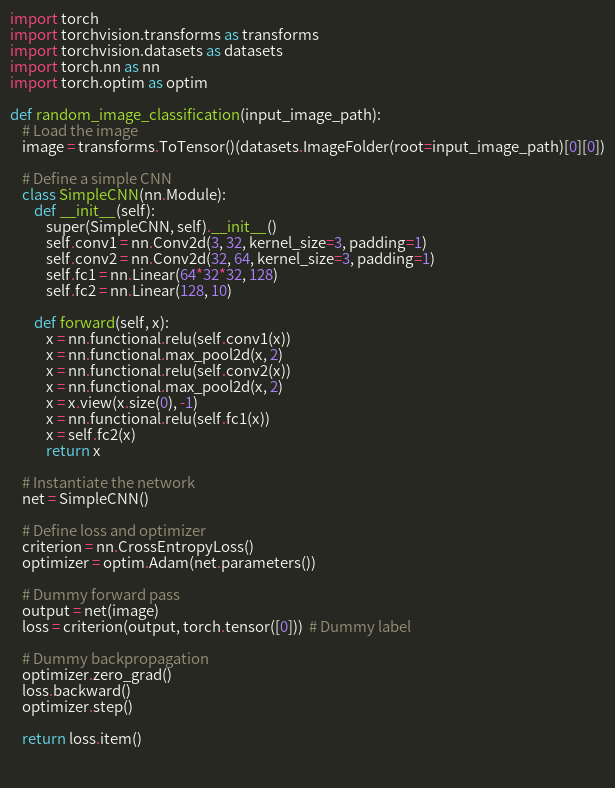 import torch
import torchvision.transforms as transforms
import torchvision.datasets as datasets
import torch.nn as nn
import torch.optim as optim

def random_image_classification(input_image_path):
    # Load the image
    image = transforms.ToTensor()(datasets.ImageFolder(root=input_image_path)[0][0])

    # Define a simple CNN
    class SimpleCNN(nn.Module):
        def __init__(self):
            super(SimpleCNN, self).__init__()
            self.conv1 = nn.Conv2d(3, 32, kernel_size=3, padding=1)
            self.conv2 = nn.Conv2d(32, 64, kernel_size=3, padding=1)
            self.fc1 = nn.Linear(64*32*32, 128)
            self.fc2 = nn.Linear(128, 10)

        def forward(self, x):
            x = nn.functional.relu(self.conv1(x))
            x = nn.functional.max_pool2d(x, 2)
            x = nn.functional.relu(self.conv2(x))
            x = nn.functional.max_pool2d(x, 2)
            x = x.view(x.size(0), -1)
            x = nn.functional.relu(self.fc1(x))
            x = self.fc2(x)
            return x

    # Instantiate the network
    net = SimpleCNN()

    # Define loss and optimizer
    criterion = nn.CrossEntropyLoss()
    optimizer = optim.Adam(net.parameters())

    # Dummy forward pass
    output = net(image)
    loss = criterion(output, torch.tensor([0]))  # Dummy label

    # Dummy backpropagation
    optimizer.zero_grad()
    loss.backward()
    optimizer.step()

    return loss.item()